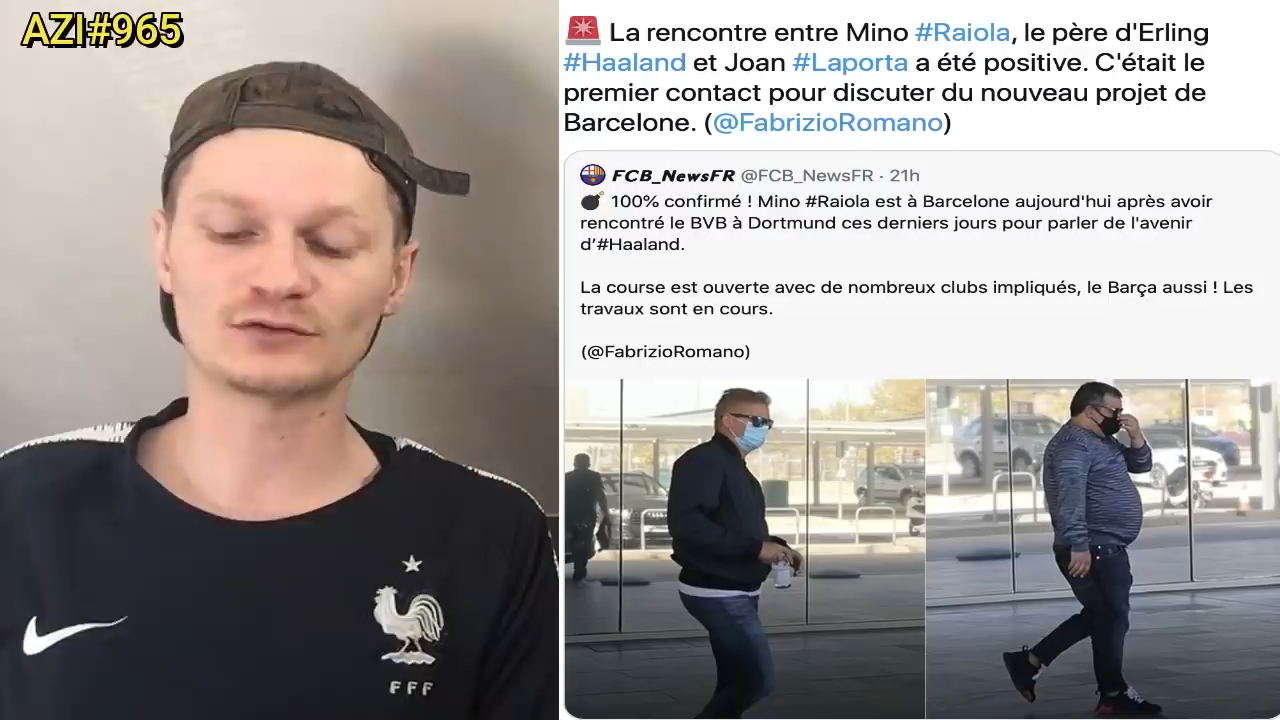 AZI#965
🚨 La rencontre entre Mino #Raiola, le père d'Erling
#Haaland et Joan #Laporta a été positive. C'était le
premier contact pour discuter du nouveau projet de
Barcelone. (@FabrizioRomano)
FCB_NewsFR @FCB_NewsFR · 21h
💣 100% confirmé ! Mino #Raiola est à Barcelone aujourd'hui après avoir
rencontré le BVB à Dortmund ces derniers jours pour parler de l'avenir
d'#Haaland.
La course est ouverte avec de nombreux clubs impliqués, le Barça aussi ! Les
travaux sont en cours.
(@FabrizioRomano)
FFF